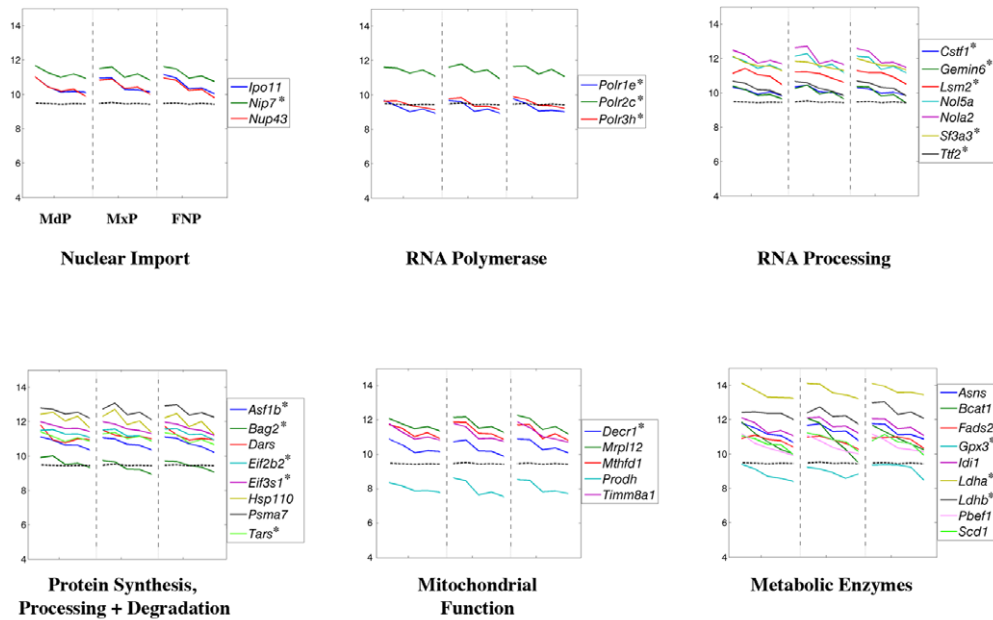 14
12
10
8
6
4
MdP MxP FNP
Ipo11
Nip7*
Nup43
Nuclear Import
14
12
10
8
6
4
Polr1e*
Polr2c*
Polr3h*
RNA Polymerase
14
12
10
8
6
4
Cstf1*
Gemin6*
Lsm2*
Nol5a
Nola2
Sf3a3*
Ttf2*
RNA Processing
14
12
10
8
6
4
Asf1b*
Bag2*
Dars
Eif2b2*
Eif3s1*
Hsp110
Psma7
Tars*
Protein Synthesis,
Processing + Degradation
14
12
10
8
6
4
Decr1*
Mrpl12
Mthfd1
Prodh
Timm8a1
Mitochondrial
Function
14
12
10
8
6
4
Asns
Bcat1
Fads2
Gpx3*
Idi1
Ldha*
Ldhb*
Pbef1
Scd1
Metabolic Enzymes